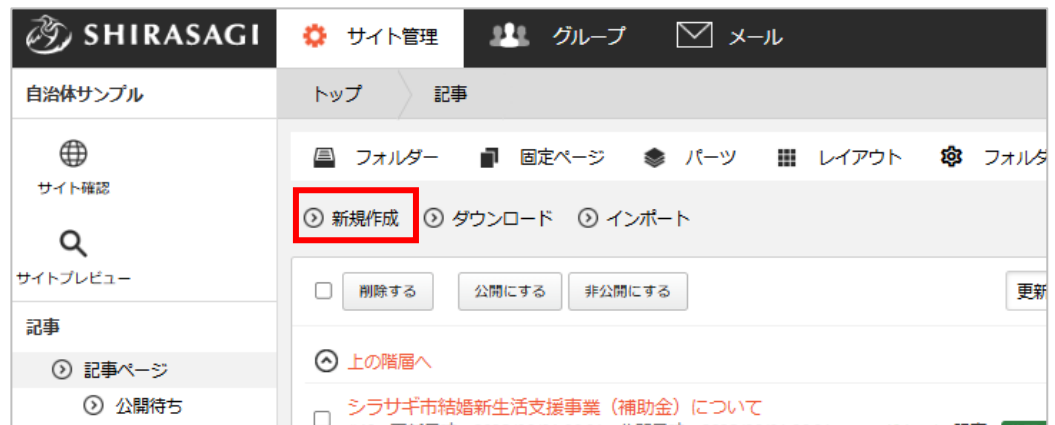 SHIRASAGI サイト管理 グループ メール
自治体サンプル
トップ 記事
サイト確認
フォルダー 固定ページ パーツ レイアウト
新規作成 ダウンロード インポート
サイトプレビュー
削除する 公開にする 非公開にする 更新
記事
記事ページ
上の階層へ
公開待ち
シラサギ市結婚新生活支援事業（補助金）について